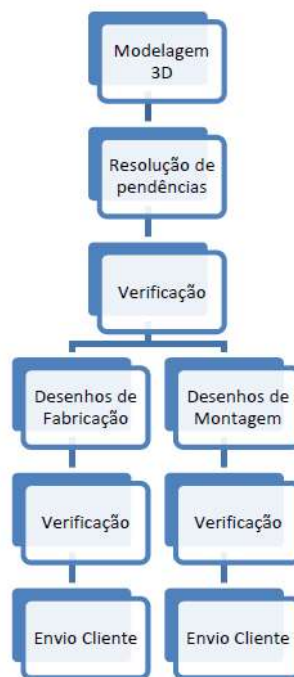 Modelagem
3D
Resolução de
pendências
Verificação
Desenhos de
Fabricação
Desenhos de
Montagem
Verificação
Verificação
Envio Cliente
Envio Cliente